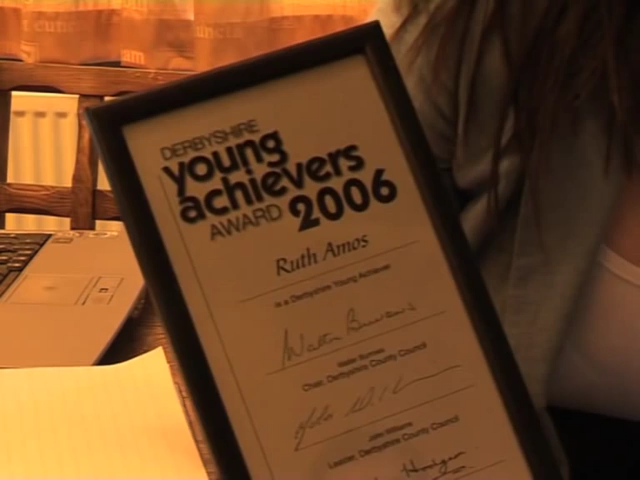 DERBYSHIRE
young
achievers
AWARD 2006
Ruth Amos
is a Derbyshire Young Achiever
Walter Burrows
Chair, Derbyshire County Council
John Williams
Leader, Derbyshire County Council